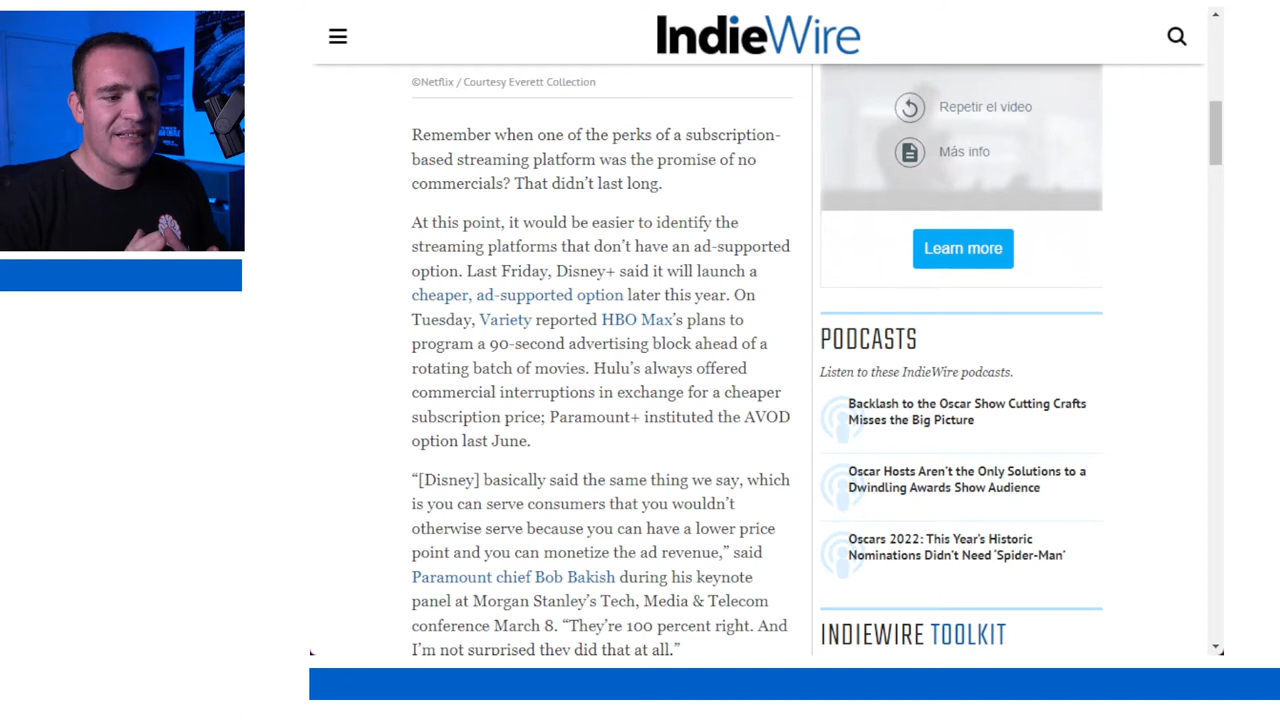 IndieWire
©Netflix / Courtesy Everett Collection
Remember when one of the perks of a subscription-
based streaming platform was the promise of no
commercials? That didn’t last long.
At this point, it would be easier to identify the
streaming platforms that don’t have an ad-supported
option. Last Friday, Disney+ said it will launch a
cheaper, ad-supported option later this year. On
Tuesday, Variety reported HBO Max’s plans to
program a 90-second advertising block ahead of a
rotating batch of movies. Hulu’s always offered
commercial interruptions in exchange for a cheaper
subscription price; Paramount+ instituted the AVOD
option last June.
“[Disney] basically said the same thing we say, which
is you can serve consumers that you wouldn’t
otherwise serve because you can have a lower price
point and you can monetize the ad revenue,” said
Paramount chief Bob Bakish during his keynote
panel at Morgan Stanley’s Tech, Media & Telecom
conference March 8. “They’re 100 percent right. And
I’m not surprised they did that at all.”
Repetir el video
Más info
Learn more
PODCASTS
Listen to these IndieWire podcasts.
Backlash to the Oscar Show Cutting Crafts
Misses the Big Picture
Oscar Hosts Aren’t the Only Solutions to a
Dwindling Awards Show Audience
Oscars 2022: This Year’s Historic
Nominations Didn’t Need ‘Spider-Man’
INDIEWIRE TOOLKIT